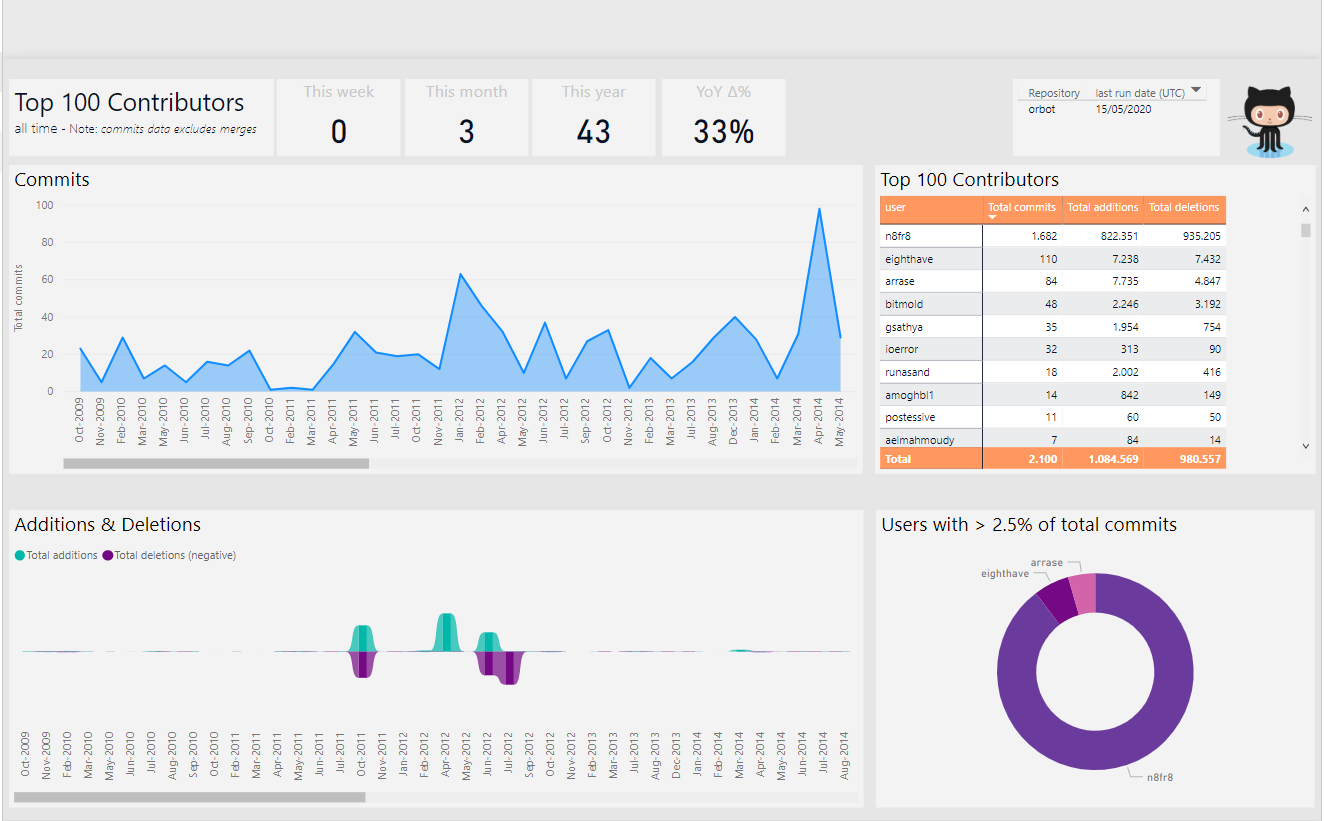 Top 100 Contributors
all time - Note: commits data excludes merges
This week
0
This month
3
This year
43
YoY Δ%
33%
Repository last run date (UTC)
orbot 15/05/2020
Commits
Total commits
100
80
60
40
20
0
Oct-2009 Nov-2009 Feb-2010 Mar-2010 May-2010 Jun-2010 Jul-2010 Aug-2010 Sep-2010 Oct-2010 Feb-2011 Mar-2011 Apr-2011 May-2011 Jun-2011 Jul-2011 Oct-2011 Nov-2011 Jan-2012 Feb-2012 Apr-2012 May-2012 Jun-2012 Jul-2012 Sep-2012 Oct-2012 Nov-2012 Feb-2013 Mar-2013 Jul-2013 Aug-2013 Dec-2013 Jan-2014 Feb-2014 Mar-2014 Apr-2014 May-2014
Top 100 Contributors
user Total commits Total additions Total deletions
n8fr8 1.682 822.351 935.205
eighthave 110 7.238 7.432
arrase 84 7.735 4.847
bitmold 48 2.246 3.192
gsathya 35 1.954 754
ioerror 32 313 90
runasand 18 2.002 416
amoghbl1 14 842 149
postessive 11 60 50
aelmahmoudy 7 84 14
Total 2.100 1.084.569 980.557
Additions & Deletions
Total additions Total deletions (negative)
Oct-2009 Nov-2009 Feb-2010 Mar-2010 May-2010 Jun-2010 Jul-2010 Aug-2010 Sep-2010 Oct-2010 Feb-2011 Mar-2011 Apr-2011 May-2011 Jun-2011 Jul-2011 Oct-2011 Nov-2011 Jan-2012 Feb-2012 Apr-2012 May-2012 Jun-2012 Jul-2012 Sep-2012 Oct-2012 Nov-2012 Feb-2013 Mar-2013 Jul-2013 Aug-2013 Dec-2013 Jan-2014 Feb-2014 Mar-2014 Apr-2014 May-2014 Jun-2014 Jul-2014 Aug-2014
Users with > 2.5% of total commits
arrase
eighthave
n8fr8